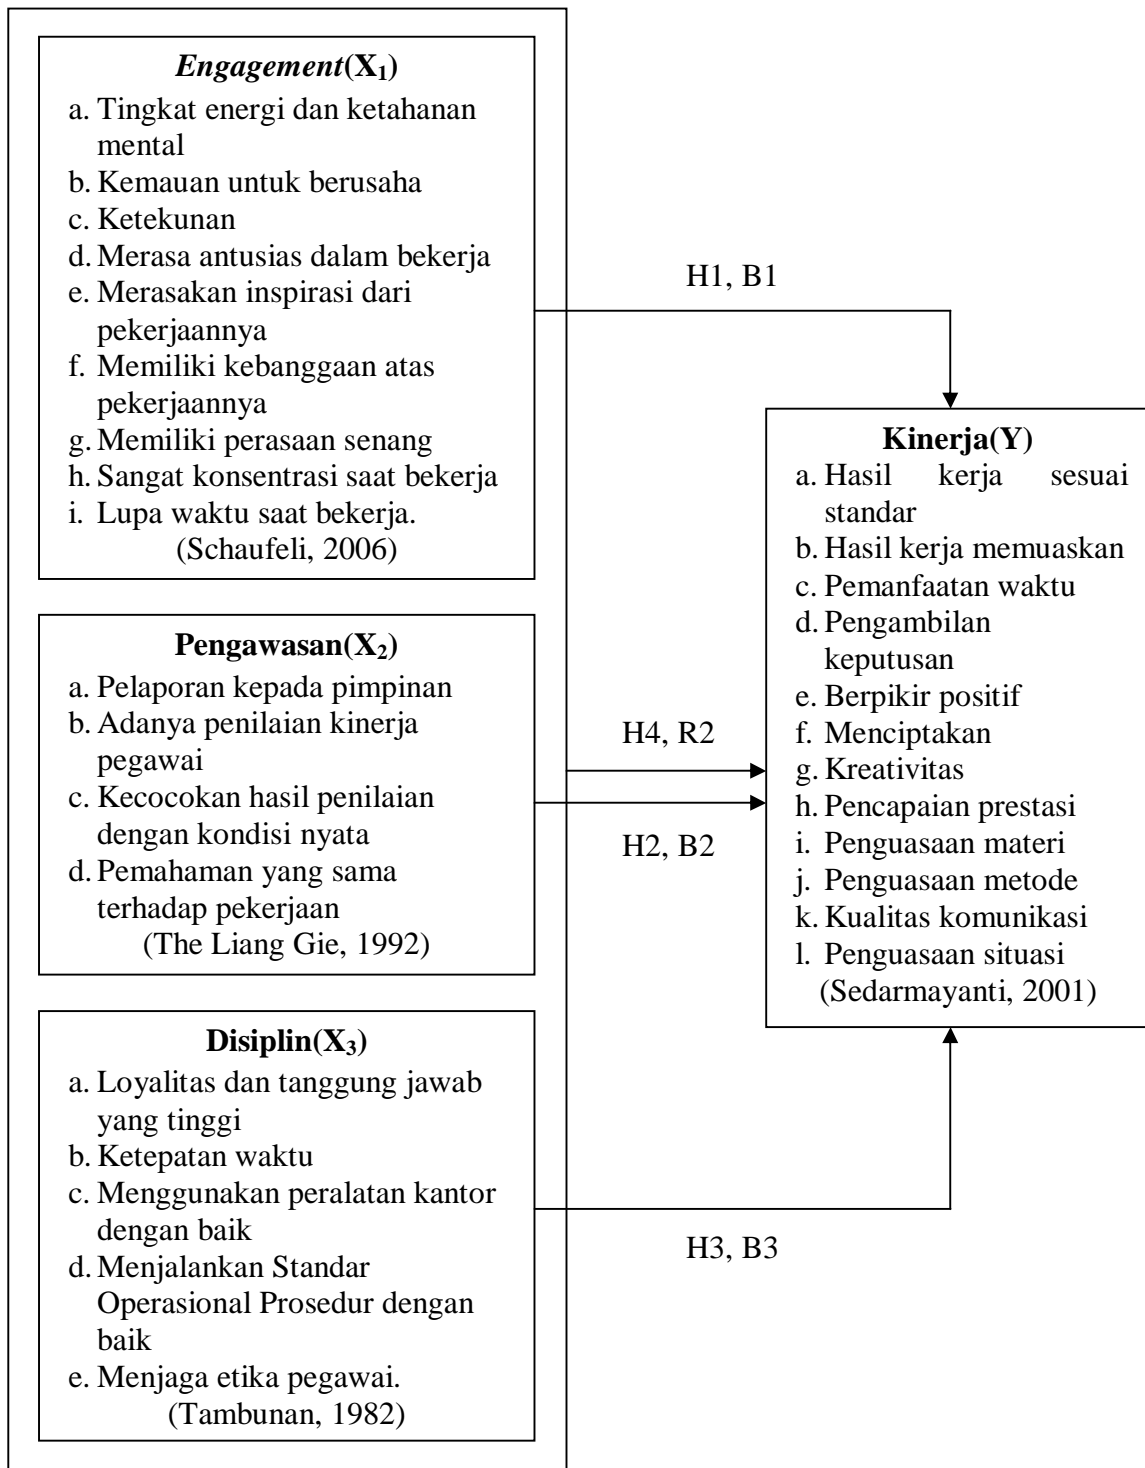 Engagement(X₁)
a. Tingkat energi dan ketahanan
mental
b. Kemauan untuk berusaha
c. Ketekunan
d. Merasa antusias dalam bekerja
e. Merasakan inspirasi dari
pekerjaannya
f. Memiliki kebanggaan atas
pekerjaannya
g. Memiliki perasaan senang
h. Sangat konsentrasi saat bekerja
i. Lupa waktu saat bekerja.
(Schaufeli, 2006)
Pengawasan(X₂)
a. Pelaporan kepada pimpinan
b. Adanya penilaian kinerja
pegawai
c. Kecocokan hasil penilaian
dengan kondisi nyata
d. Pemahaman yang sama
terhadap pekerjaan
(The Liang Gie, 1992)
Disiplin(X₃)
a. Loyalitas dan tanggung jawab
yang tinggi
b. Ketepatan waktu
c. Menggunakan peralatan kantor
dengan baik
d. Menjalankan Standar
Operasional Prosedur dengan
baik
e. Menjaga etika pegawai.
(Tambunan, 1982)
H1, B1
H4, R2
H2, B2
H3, B3
Kinerja(Y)
a. Hasil kerja sesuai
standar
b. Hasil kerja memuaskan
c. Pemanfaatan waktu
d. Pengambilan
keputusan
e. Berpikir positif
f. Menciptakan
g. Kreativitas
h. Pencapaian prestasi
i. Penguasaan materi
j. Penguasaan metode
k. Kualitas komunikasi
l. Penguasaan situasi
(Sedarmayanti, 2001)